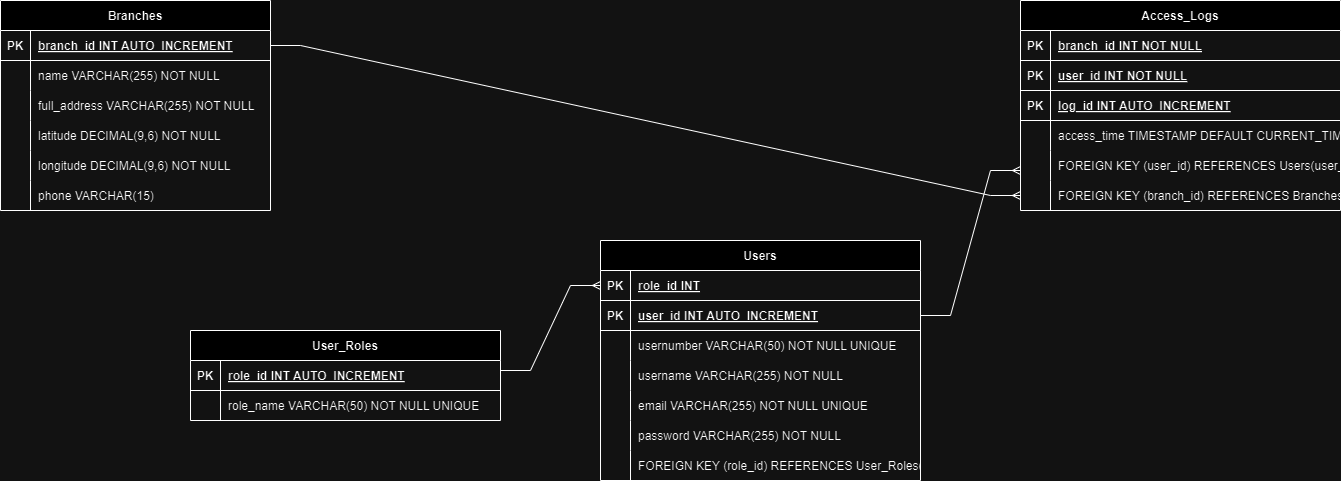 Branches
PK branch_id INT AUTO_INCREMENT
name VARCHAR(255) NOT NULL
full_address VARCHAR(255) NOT NULL
latitude DECIMAL(9,6) NOT NULL
longitude DECIMAL(9,6) NOT NULL
phone VARCHAR(15)
Access_Logs
PK branch_id INT NOT NULL
PK user_id INT NOT NULL
PK log_id INT AUTO_INCREMENT
access_time TIMESTAMP DEFAULT CURRENT_TIM
FOREIGN KEY (user_id) REFERENCES Users(user_
FOREIGN KEY (branch_id) REFERENCES Branches
User_Roles
PK role_id INT AUTO_INCREMENT
role_name VARCHAR(50) NOT NULL UNIQUE
Users
PK role_id INT
PK user_id INT AUTO_INCREMENT
usernumber VARCHAR(50) NOT NULL UNIQUE
username VARCHAR(255) NOT NULL
email VARCHAR(255) NOT NULL UNIQUE
password VARCHAR(255) NOT NULL
FOREIGN KEY (role_id) REFERENCES User_Roles(